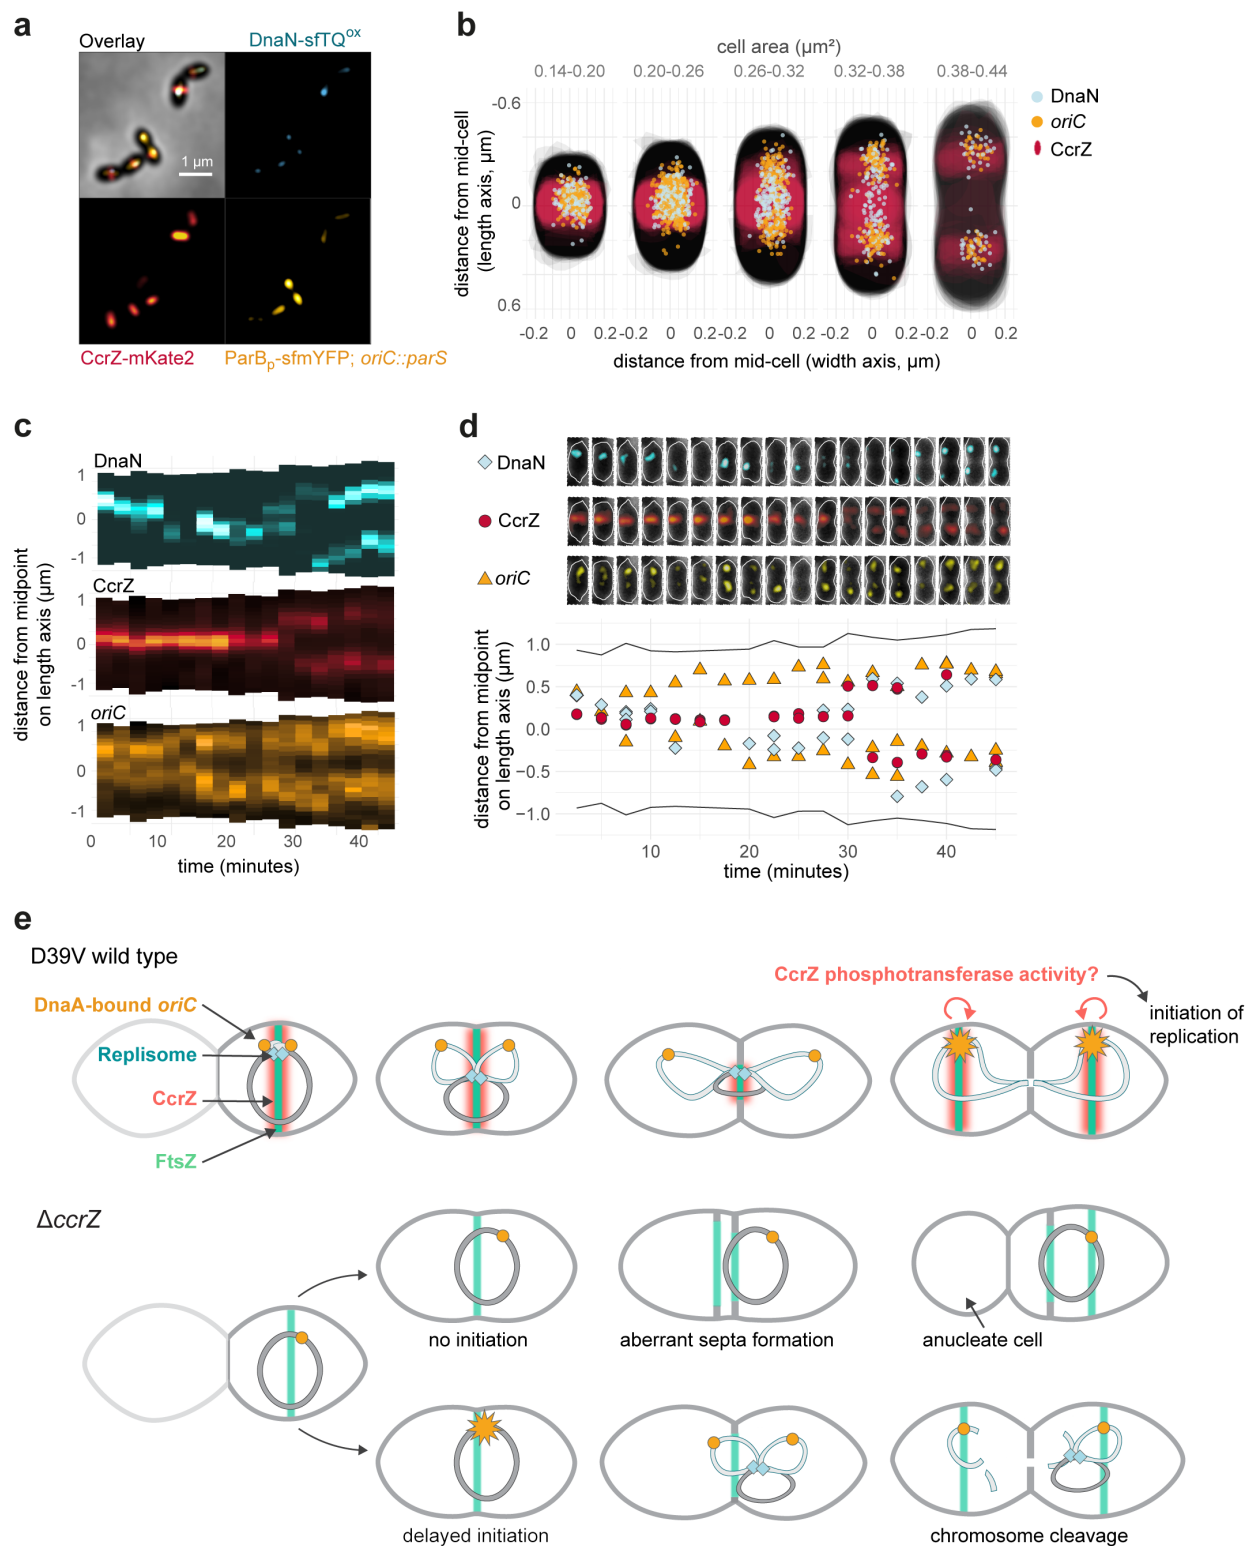 a
Overlay
DnaN-sfTQox
1 µm
CcrZ-mKate2
ParBp-sfmYFP; oriC::parS
b
cell area (µm²)
0.14-0.20 0.20-0.26 0.26-0.32 0.32-0.38 0.38-0.44
distance from mid-cell
(length axis, µm)
-0.6
0
0.6
-0.2 0 0.2 -0.2 0 0.2 -0.2 0 0.2 -0.2 0 0.2 -0.2 0 0.2
distance from mid-cell (width axis, µm)
DnaN
oriC
CcrZ
c
distance from midpoint
on length axis (µm)
DnaN
1
0
-1
CcrZ
1
0
-1
oriC
1
0
-1
0 10 20 30 40
time (minutes)
d
DnaN
CcrZ
oriC
distance from midpoint
on length axis (µm)
1.0
0.5
0.0
−0.5
−1.0
10 20 30 40
time (minutes)
e
D39V wild type
DnaA-bound oriC
Replisome
CcrZ
FtsZ
CcrZ phosphotransferase activity?
initiation of
replication
ΔccrZ
no initiation
aberrant septa formation
anucleate cell
delayed initiation
chromosome cleavage